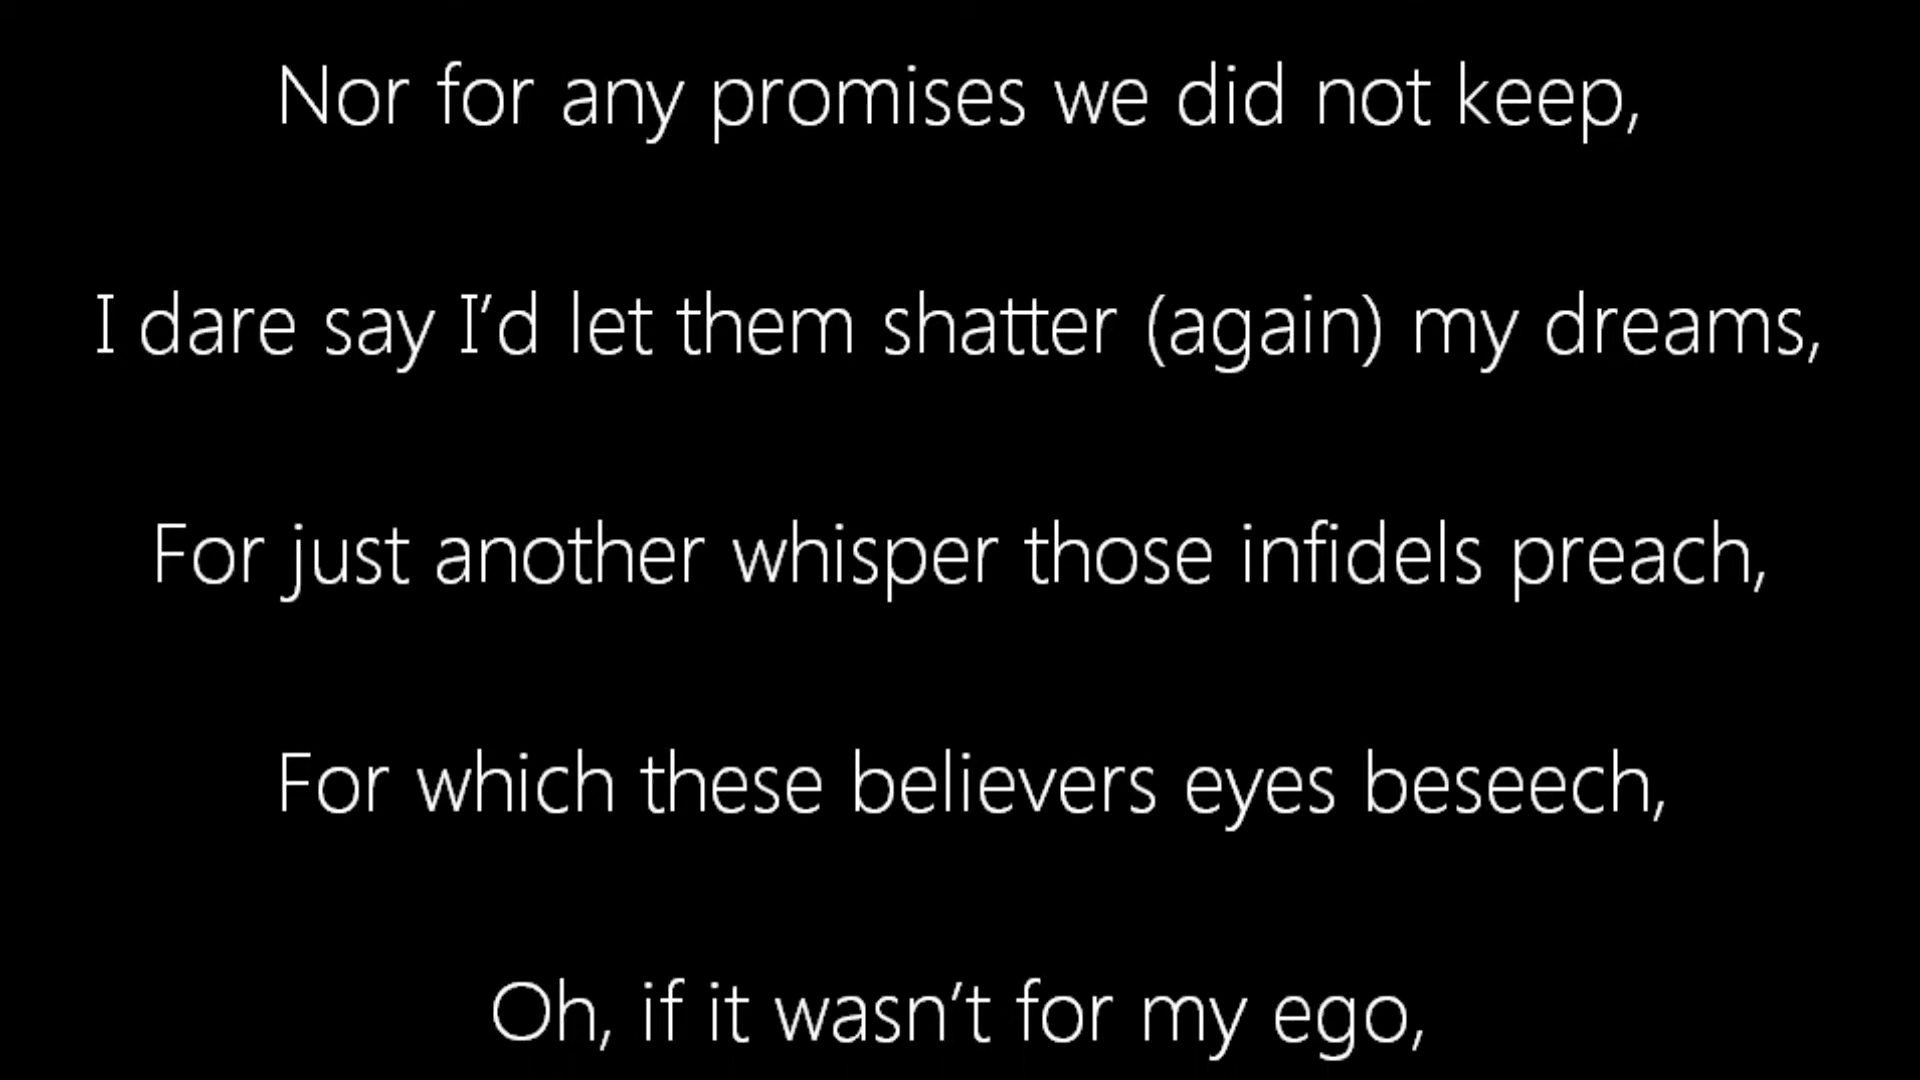 Nor for any promises we did not keep,
I dare say I’d let them shatter (again) my dreams,
For just another whisper those infidels preach,
For which these believers eyes beseech,
Oh, if it wasn’t for my ego,